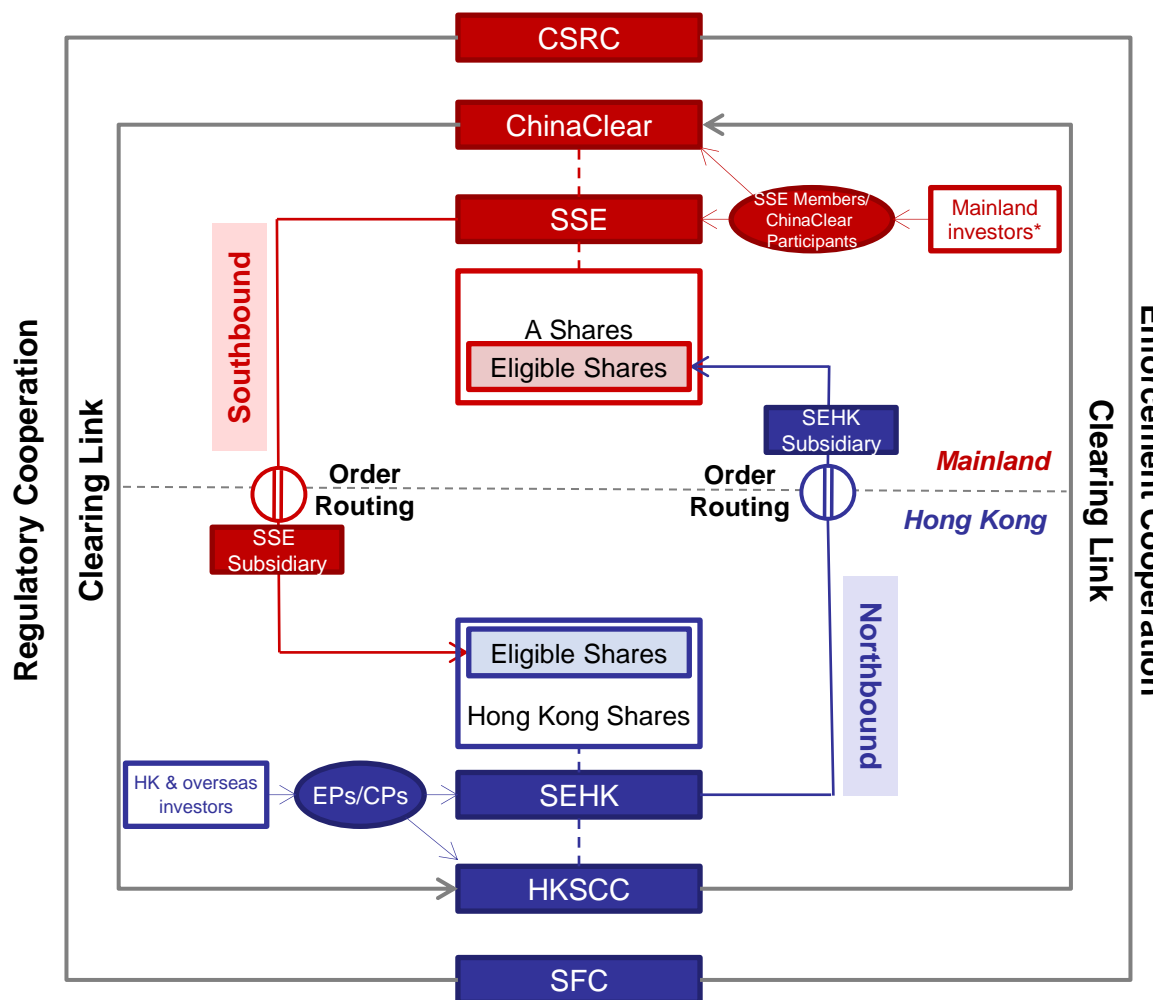 CSRC
ChinaClear
SSE
SSE Members/
ChinaClear
Participants
Mainland
investors*
Southbound
A Shares
Eligible Shares
SEHK
Subsidiary
Regulatory Cooperation
Clearing Link
Order
Routing
Order
Routing
Mainland
Hong Kong
Clearing Link
Enforcement Cooperation
SSE
Subsidiary
Northbound
Eligible Shares
Hong Kong Shares
HK & overseas
investors
EPs/CPs
SEHK
HKSCC
SFC